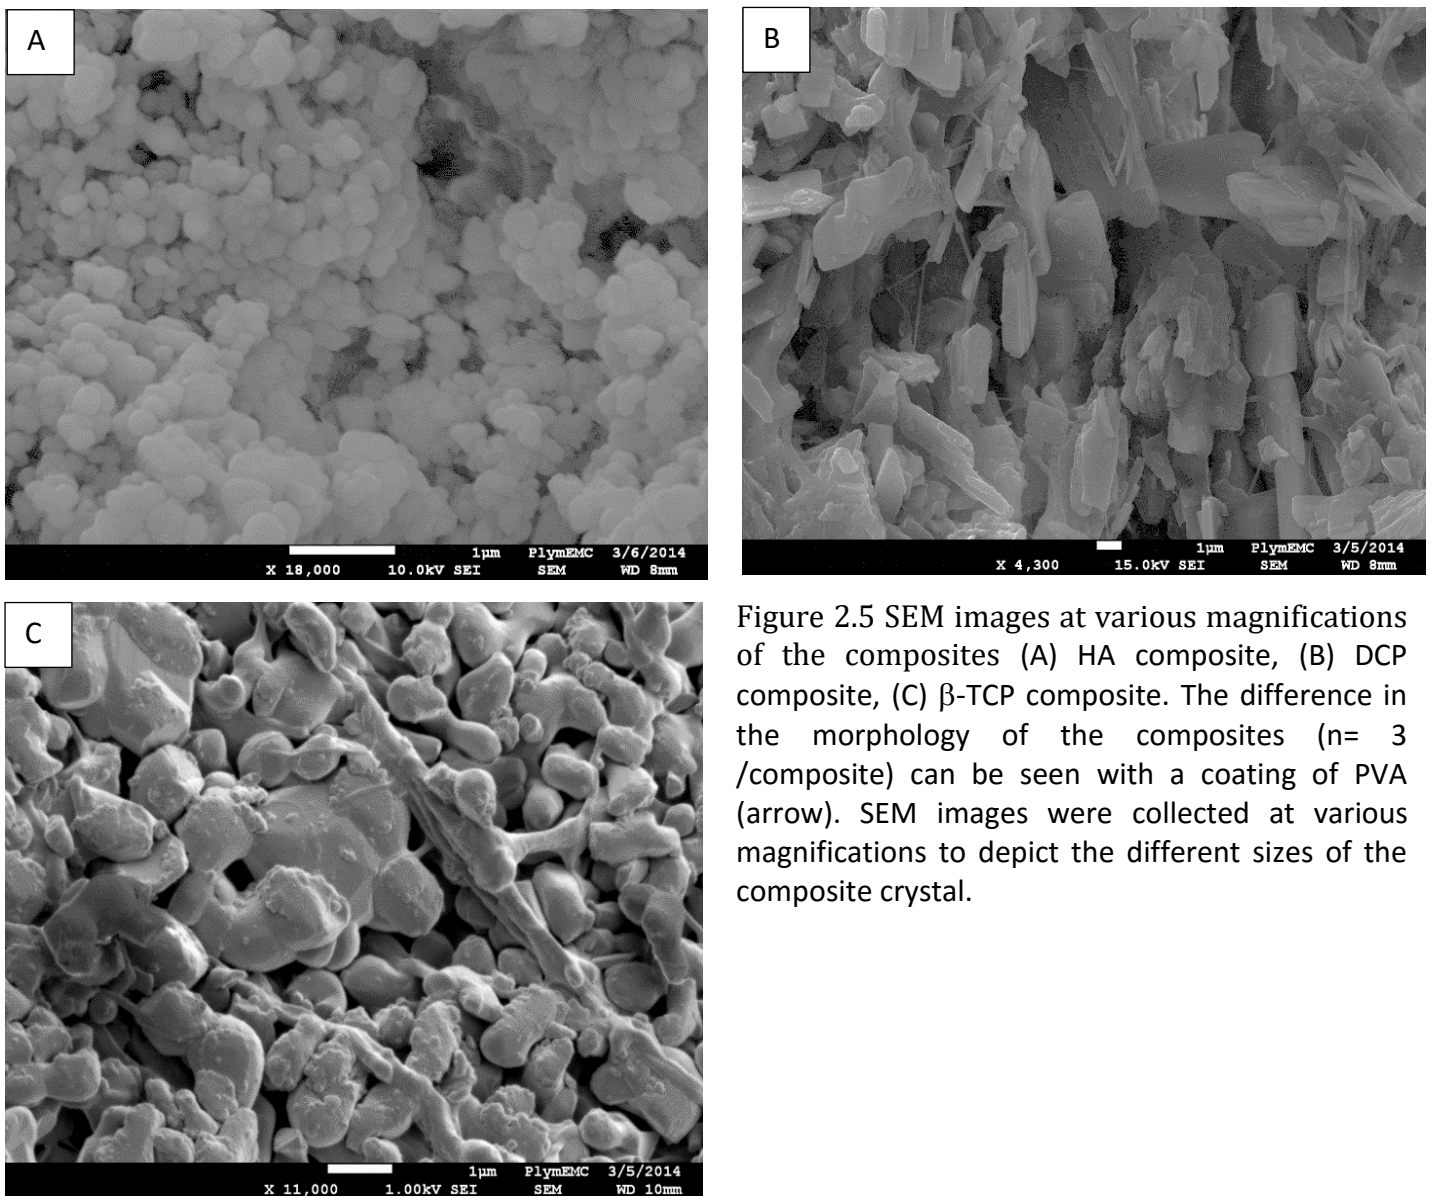 A
1µm PlymEMC 3/6/2014
X 18,000 10.0kV SEI SEM WD 8mm
B
1µm PlymEMC 3/5/2014
X 4,300 15.0kV SEI SEM WD 8mm
C
1µm PlymEMC 3/5/2014
X 11,000 1.00kV SEI SEM WD 10mm
Figure 2.5 SEM images at various magnifications
of the composites (A) HA composite, (B) DCP
composite, (C) β-TCP composite. The difference in
the morphology of the composites (n= 3
/composite) can be seen with a coating of PVA
(arrow). SEM images were collected at various
magnifications to depict the different sizes of the
composite crystal.